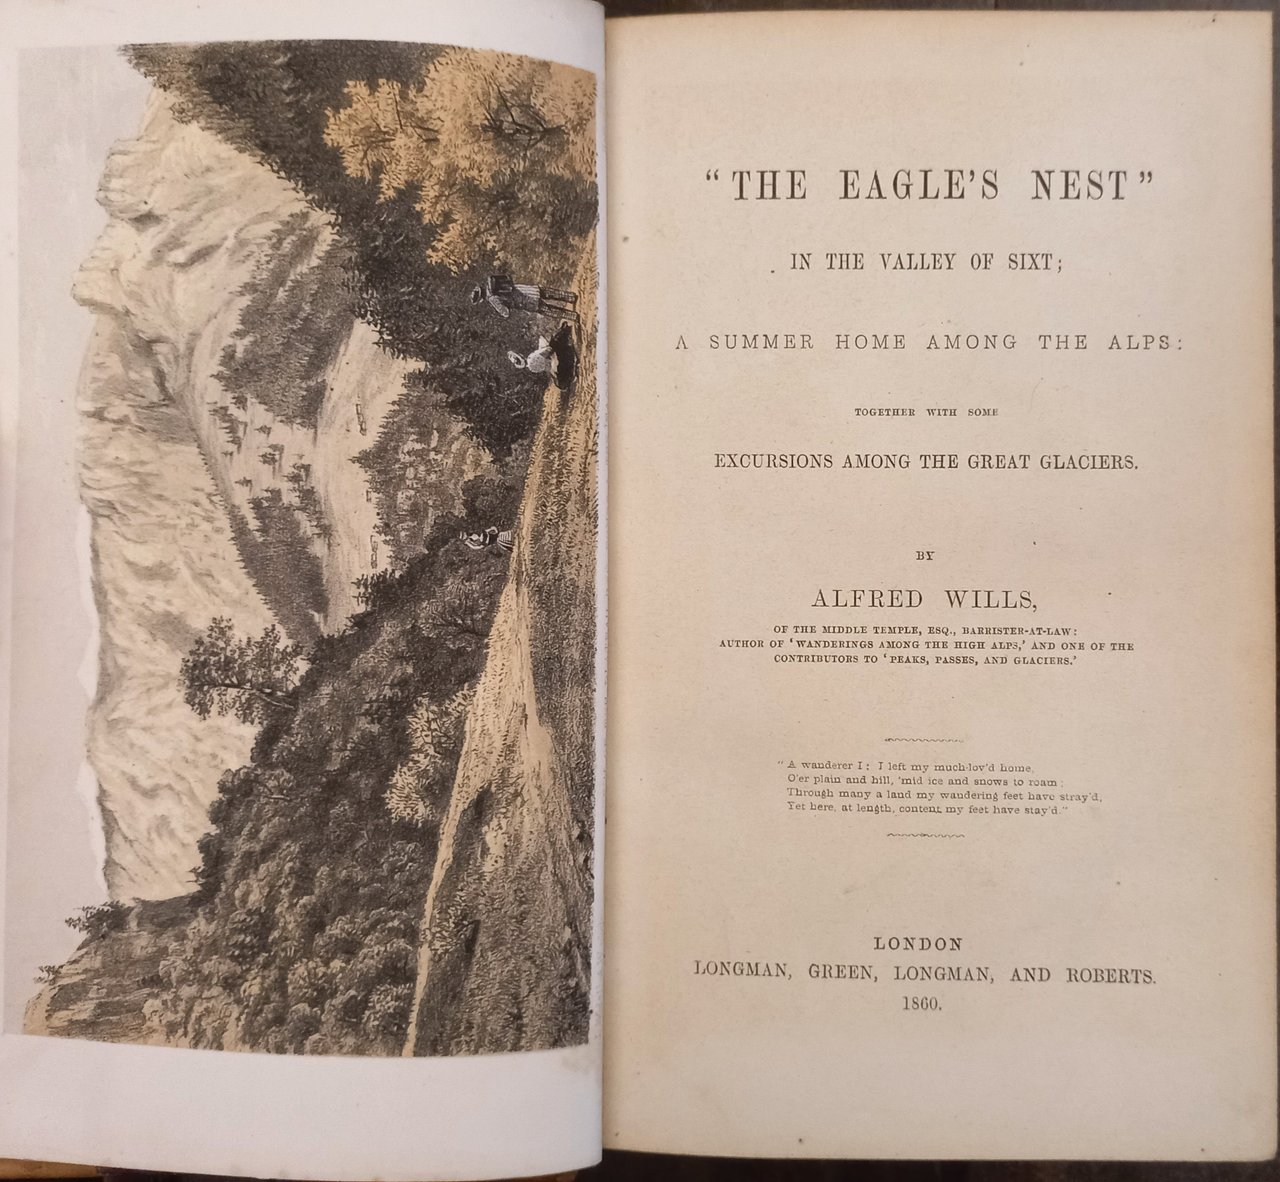 “THE EAGLE’S NEST”
IN THE VALLEY OF SIXT;
A SUMMER HOME AMONG THE ALPS:
TOGETHER WITH SOME
EXCURSIONS AMONG THE GREAT GLACIERS.
BY
ALFRED WILLS,
OF THE MIDDLE TEMPLE, ESQ., BARRISTER-AT-LAW:
AUTHOR OF ‘WANDERINGS AMONG THE HIGH ALPS,’ AND ONE OF THE
CONTRIBUTORS TO ‘PEAKS, PASSES, AND GLACIERS.’
“A wanderer I: I left my much-lov’d home,
O’er plain and hill, ’mid ice and snows to roam;
Through many a land my wandering feet have stray’d,
Yet here, at length, content my feet have stay’d.”
LONDON
LONGMAN, GREEN, LONGMAN, AND ROBERTS.
1860.